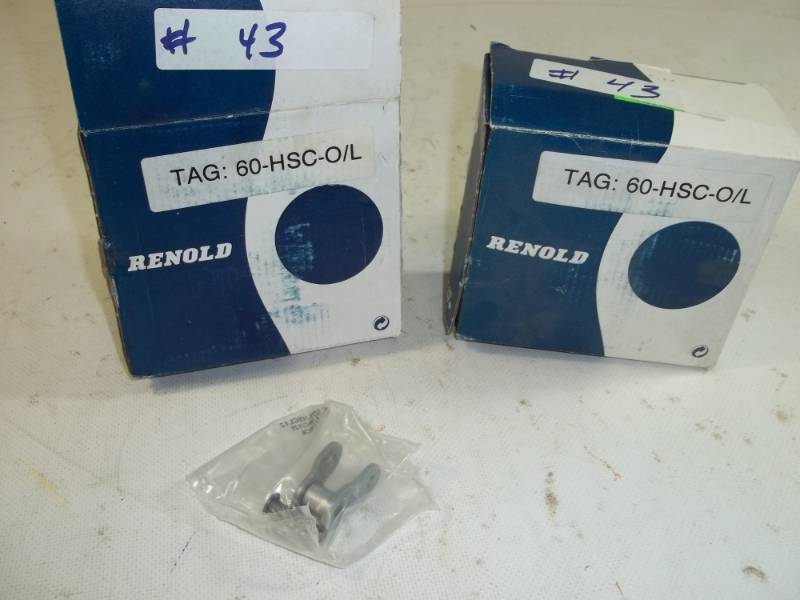 # 43
TAG: 60-HSC-O/L
RENOLD
# 43
TAG: 60-HSC-O/L
RENOLD